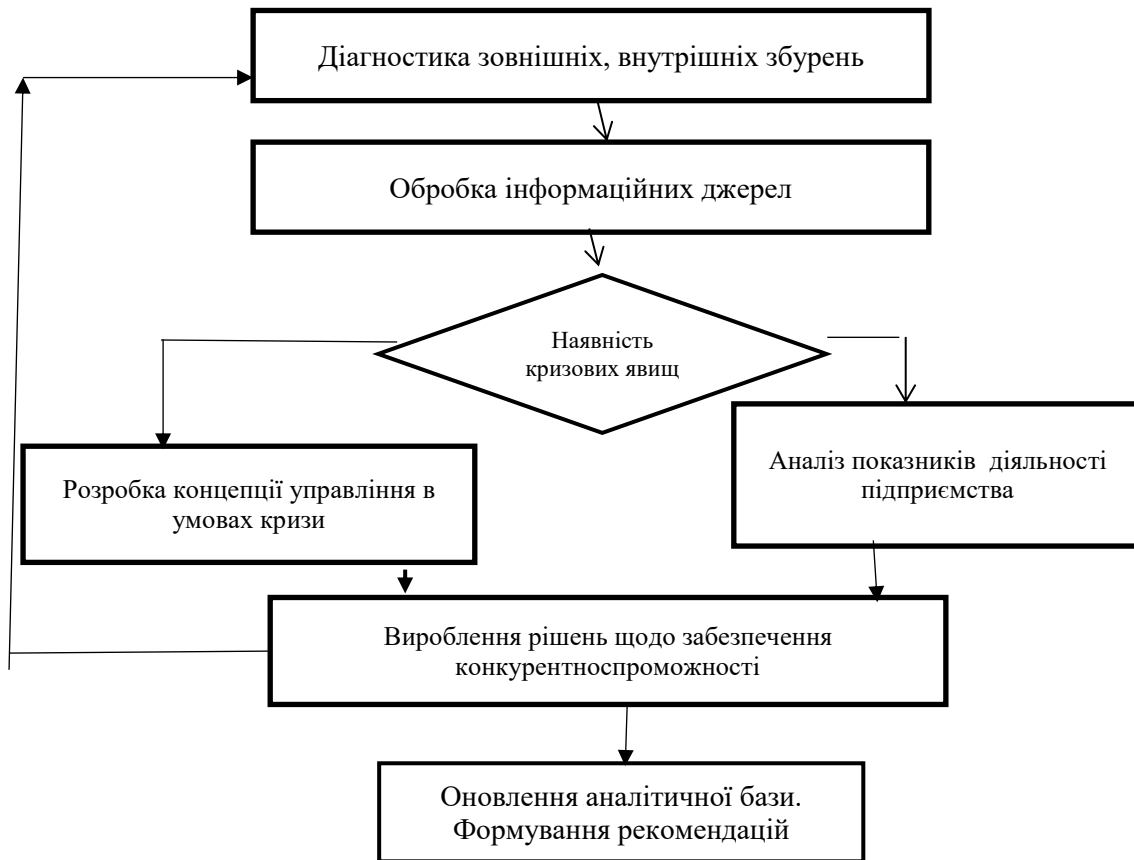 Діагностика зовнішніх, внутрішніх збурень
Обробка інформаційних джерел
Наявність
кризових явищ
Розробка концепції управління в
умовах кризи
Аналіз показників діяльності
підприємства
Вироблення рішень щодо забезпечення
конкурентноспроможності
Оновлення аналітичної бази.
Формування рекомендацій